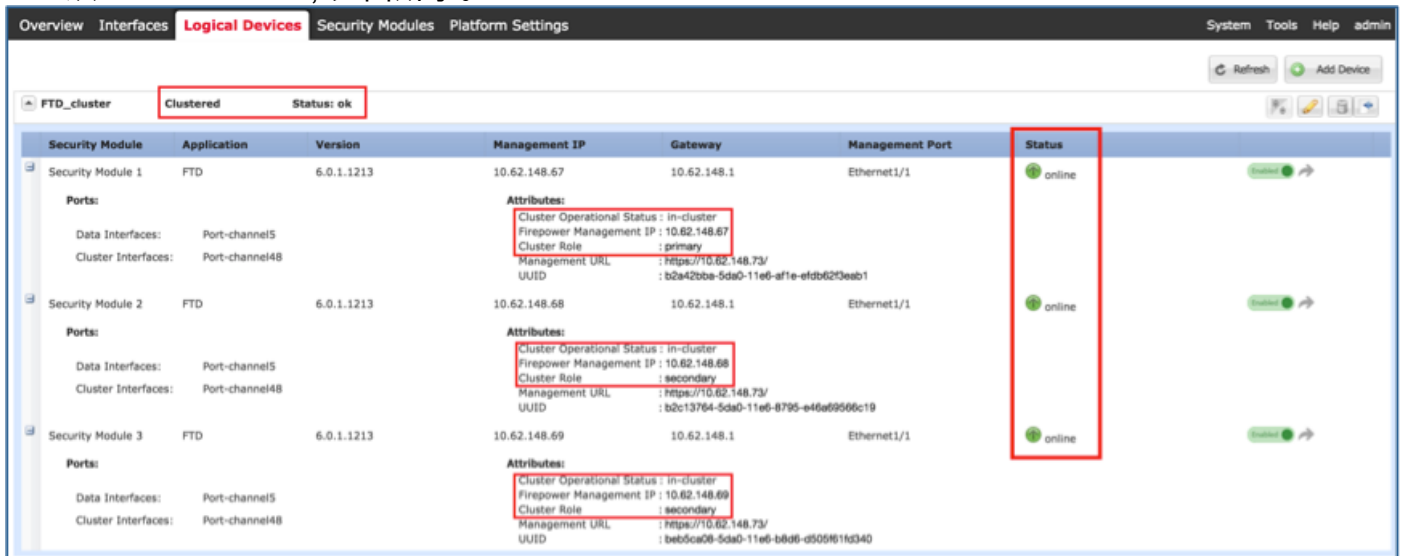 Overview Interfaces Logical Devices Security Modules Platform Settings System Tools Help admin
Refresh Add Device
FTD_cluster Clustered Status: ok
Security Module Application Version Management IP Gateway Management Port Status
Security Module 1 FTD 6.0.1.1213 10.62.148.67 10.62.148.1 Ethernet1/1 online Enabled
Ports: Attributes:
Cluster Operational Status : in-cluster
Data Interfaces: Port-channel5 Firepower Management IP : 10.62.148.67
Cluster Role : primary
Cluster Interfaces: Port-channel48 Management URL : https://10.62.148.73/
UUID : b2a42bba-5da0-11e6-af1e-efdb62f3eab1
Security Module 2 FTD 6.0.1.1213 10.62.148.68 10.62.148.1 Ethernet1/1 online Enabled
Ports: Attributes:
Cluster Operational Status : in-cluster
Data Interfaces: Port-channel5 Firepower Management IP : 10.62.148.68
Cluster Role : secondary
Cluster Interfaces: Port-channel48 Management URL : https://10.62.148.73/
UUID : b2c13764-5da0-11e6-8795-e46a69566c19
Security Module 3 FTD 6.0.1.1213 10.62.148.69 10.62.148.1 Ethernet1/1 online Enabled
Ports: Attributes:
Cluster Operational Status : in-cluster
Data Interfaces: Port-channel5 Firepower Management IP : 10.62.148.69
Cluster Role : secondary
Cluster Interfaces: Port-channel48 Management URL : https://10.62.148.73/
UUID : beb5ca08-5da0-11e6-b8d6-d505f61fd340